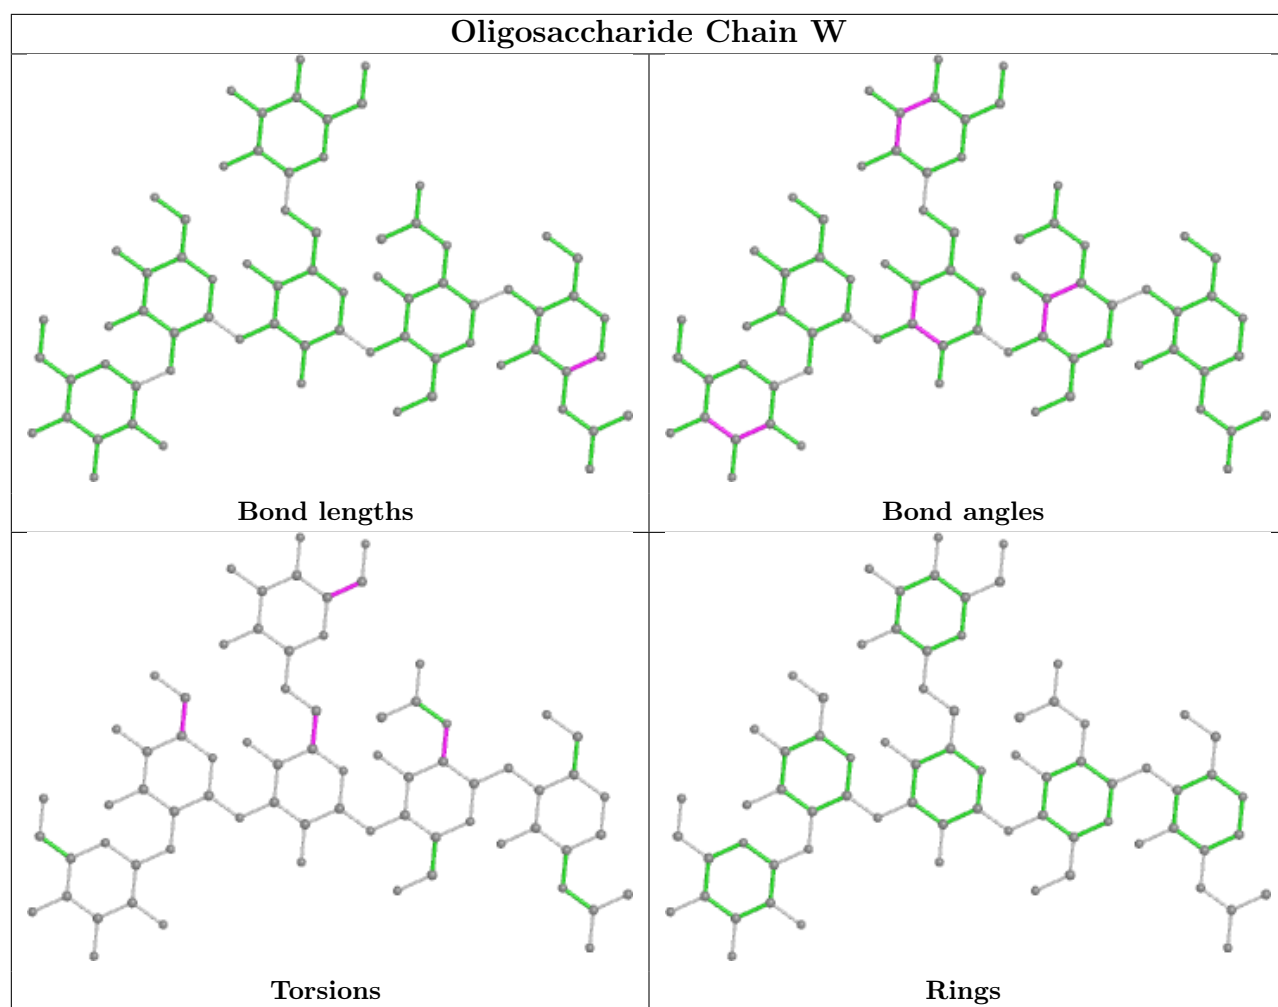 Oligosaccharide Chain W
Bond lengths
Bond angles
Torsions
Rings